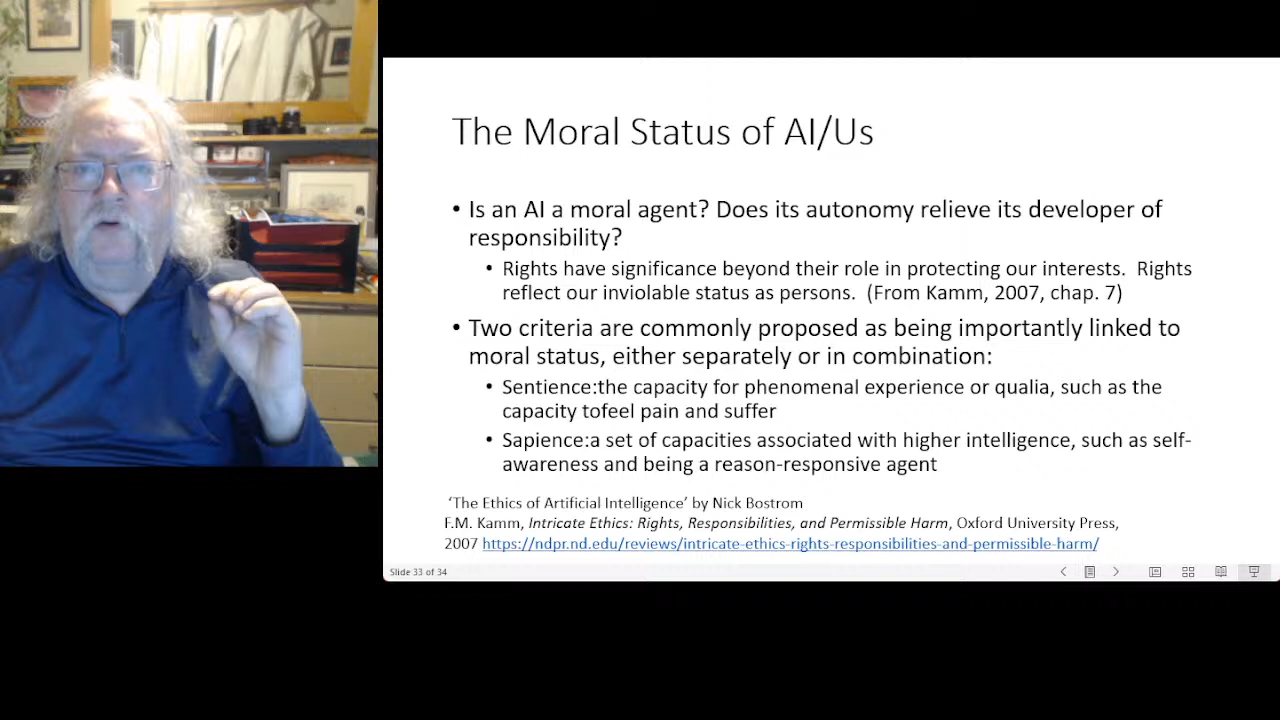 The Moral Status of AI/Us
• Is an AI a moral agent? Does its autonomy relieve its developer of
responsibility?
• Rights have significance beyond their role in protecting our interests.  Rights
reflect our inviolable status as persons.  (From Kamm, 2007, chap. 7)
• Two criteria are commonly proposed as being importantly linked to
moral status, either separately or in combination:
• Sentience:the capacity for phenomenal experience or qualia, such as the
capacity tofeel pain and suffer
• Sapience:a set of capacities associated with higher intelligence, such as self-
awareness and being a reason-responsive agent
‘The Ethics of Artificial Intelligence’ by Nick Bostrom
F.M. Kamm, Intricate Ethics: Rights, Responsibilities, and Permissible Harm, Oxford University Press,
2007 https://ndpr.nd.edu/reviews/intricate-ethics-rights-responsibilities-and-permissible-harm/
Slide 33 of 34